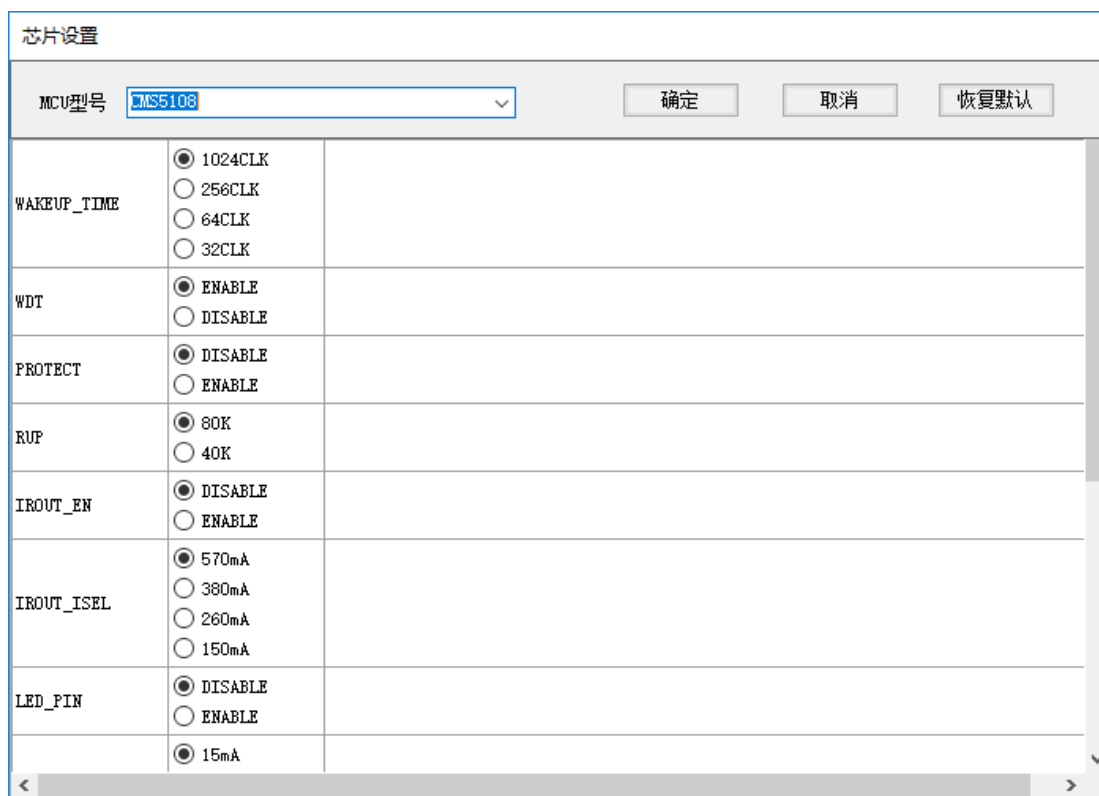 芯片设置
MCU型号 CMS5108 确定 取消 恢复默认
WAKEUP_TIME
1024CLK
256CLK
64CLK
32CLK
WDT
ENABLE
DISABLE
PROTECT
DISABLE
ENABLE
RUP
80K
40K
IROUT_EN
DISABLE
ENABLE
IROUT_ISEL
570mA
380mA
260mA
150mA
LED_PIN
DISABLE
ENABLE
15mA